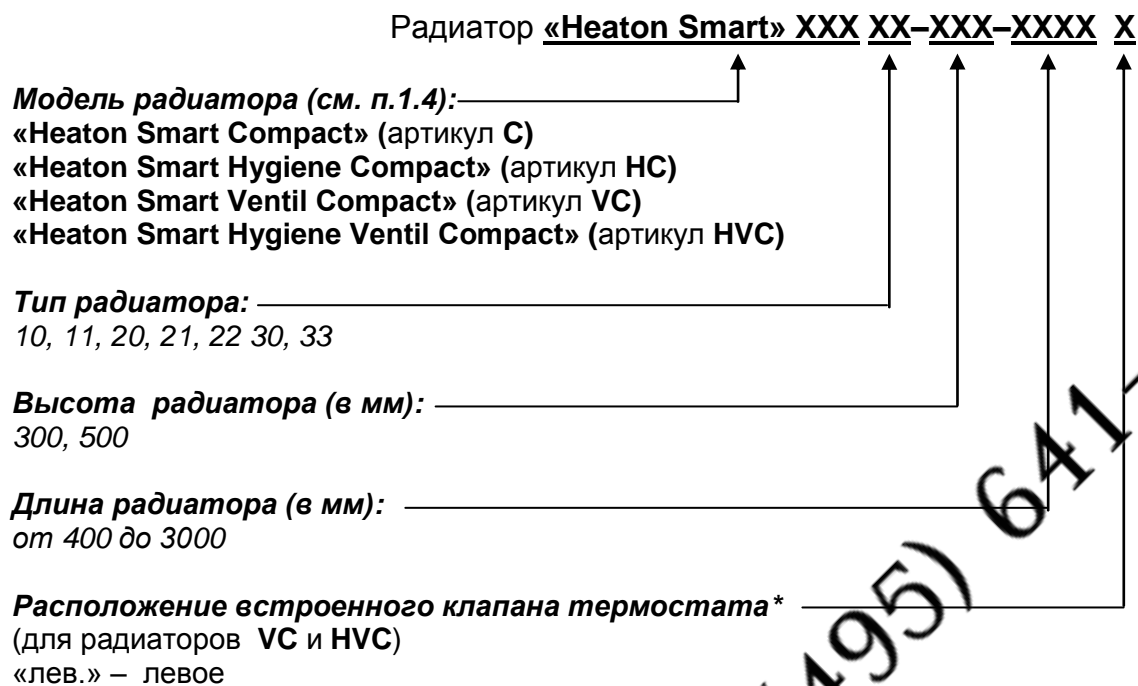 Радиатор «Heaton Smart» XXX XX–XXX–XXXX X
Модель радиатора (см. п.1.4):
«Heaton Smart Compact» (артикул C)
«Heaton Smart Hygiene Compact» (артикул HC)
«Heaton Smart Ventil Compact» (артикул VC)
«Heaton Smart Hygiene Ventil Compact» (артикул HVC)
Тип радиатора:
10, 11, 20, 21, 22 30, 33
Высота радиатора (в мм):
300, 500
Длина радиатора (в мм):
от 400 до 3000
Расположение встроенного клапана термостата*
(для радиаторов VC и HVC)
«лев.» – левое
495) 641-